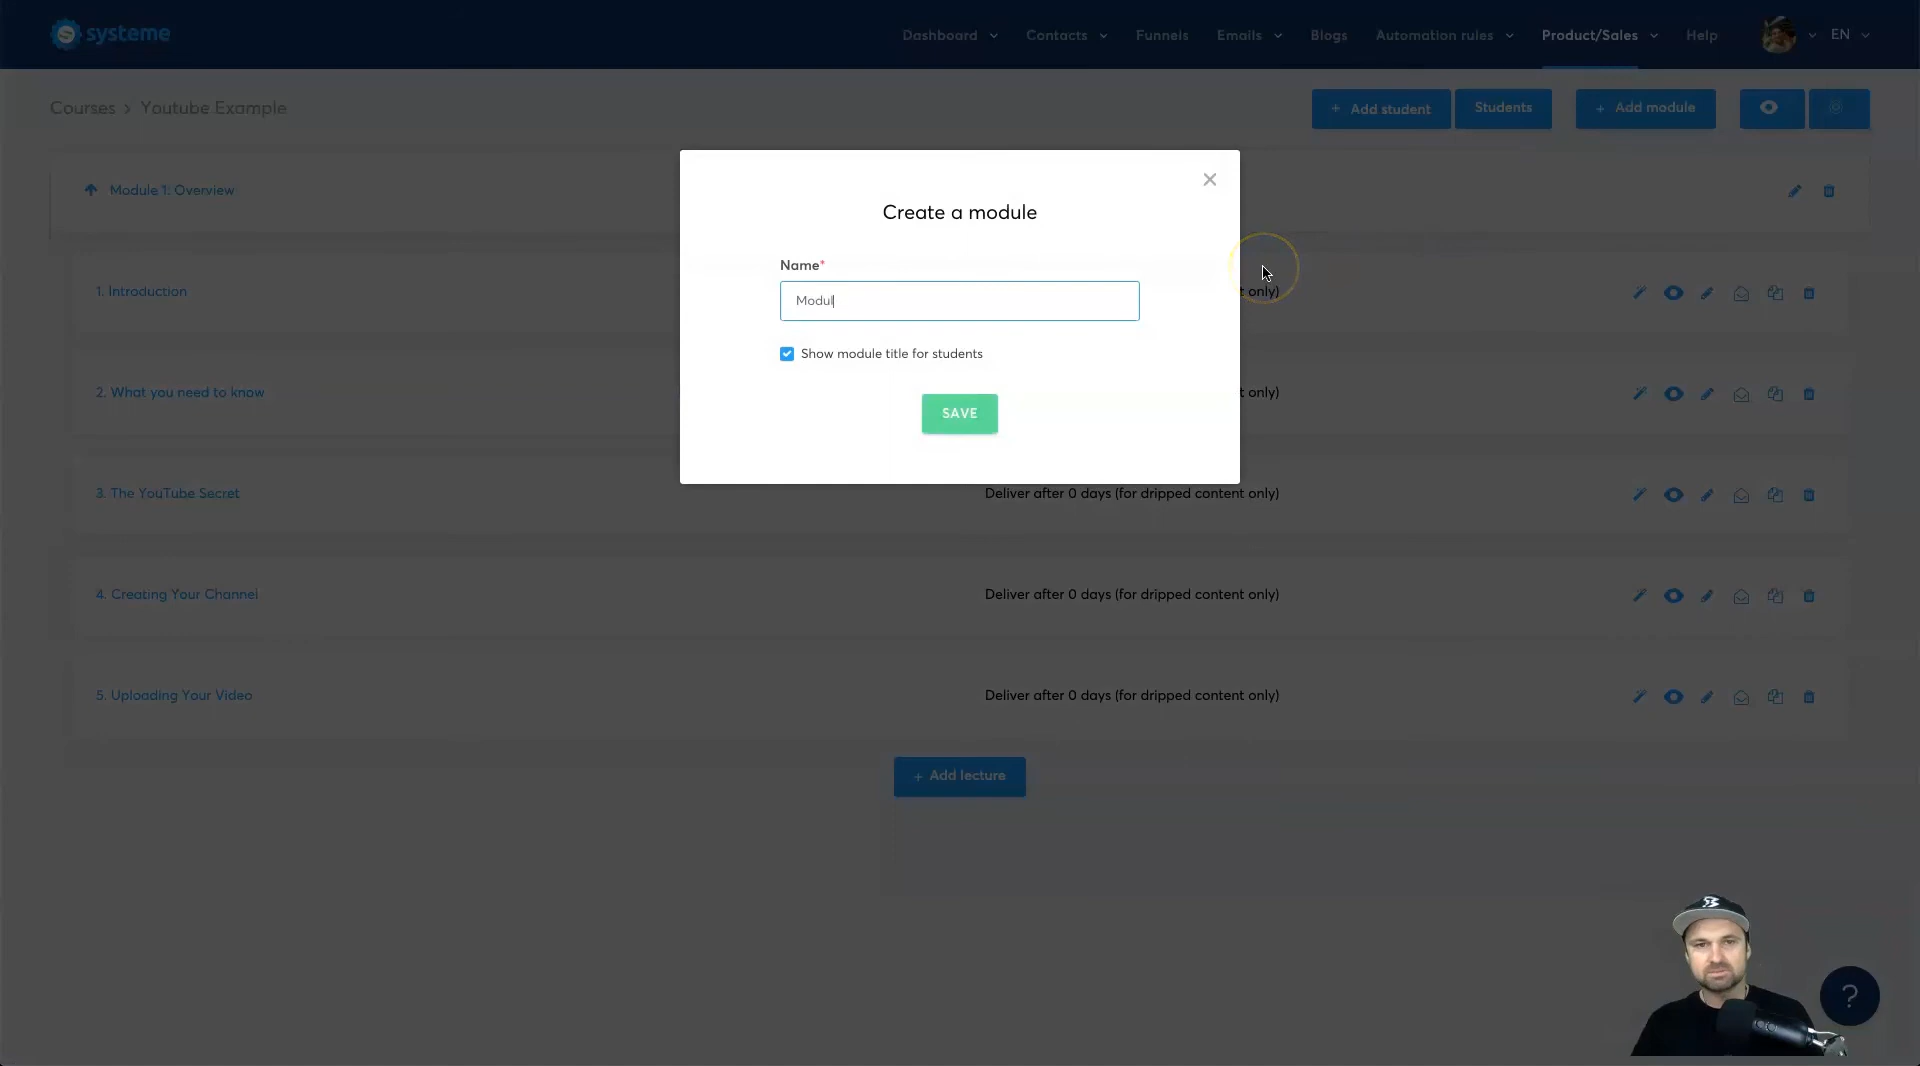 systeme
Dashboard Contacts Funnels Emails Blogs Automation rules Product/Sales Help EN
Courses > Youtube Example
+ Add student Students + Add module
Module 1: Overview
Create a module
Name*
Modul
Show module title for students
SAVE
1. Introduction t only)
2. What you need to know t only)
3. The YouTube Secret Deliver after 0 days (for dripped content only)
4. Creating Your Channel Deliver after 0 days (for dripped content only)
5. Uploading Your Video Deliver after 0 days (for dripped content only)
+ Add lecture
?